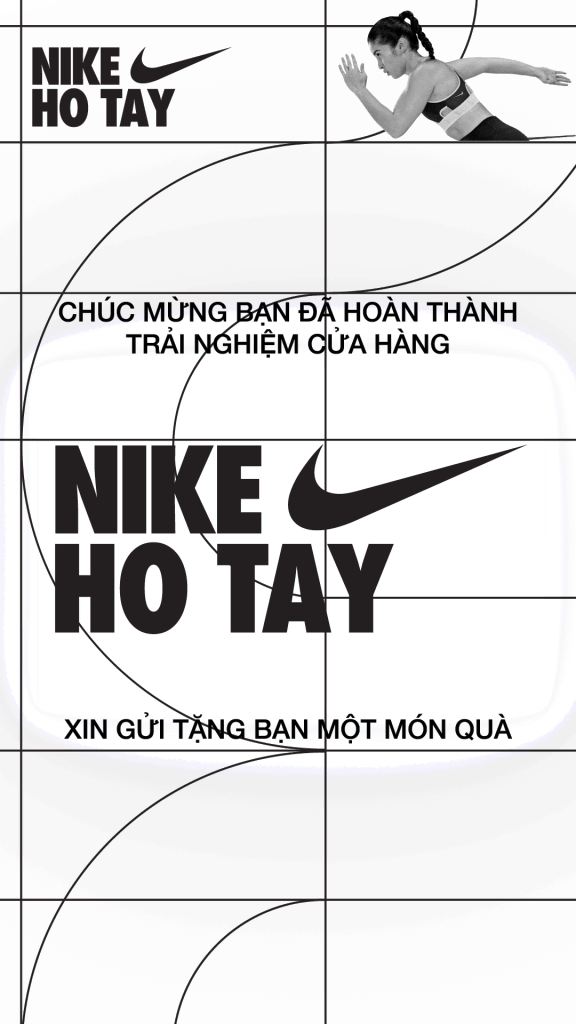 NIKE
HO TAY
CHÚC MỪNG BẠN ĐÃ HOÀN THÀNH
TRẢI NGHIỆM CỬA HÀNG
NIKE
HO TAY
XIN GỬI TẶNG BẠN MỘT MÓN QUÀ